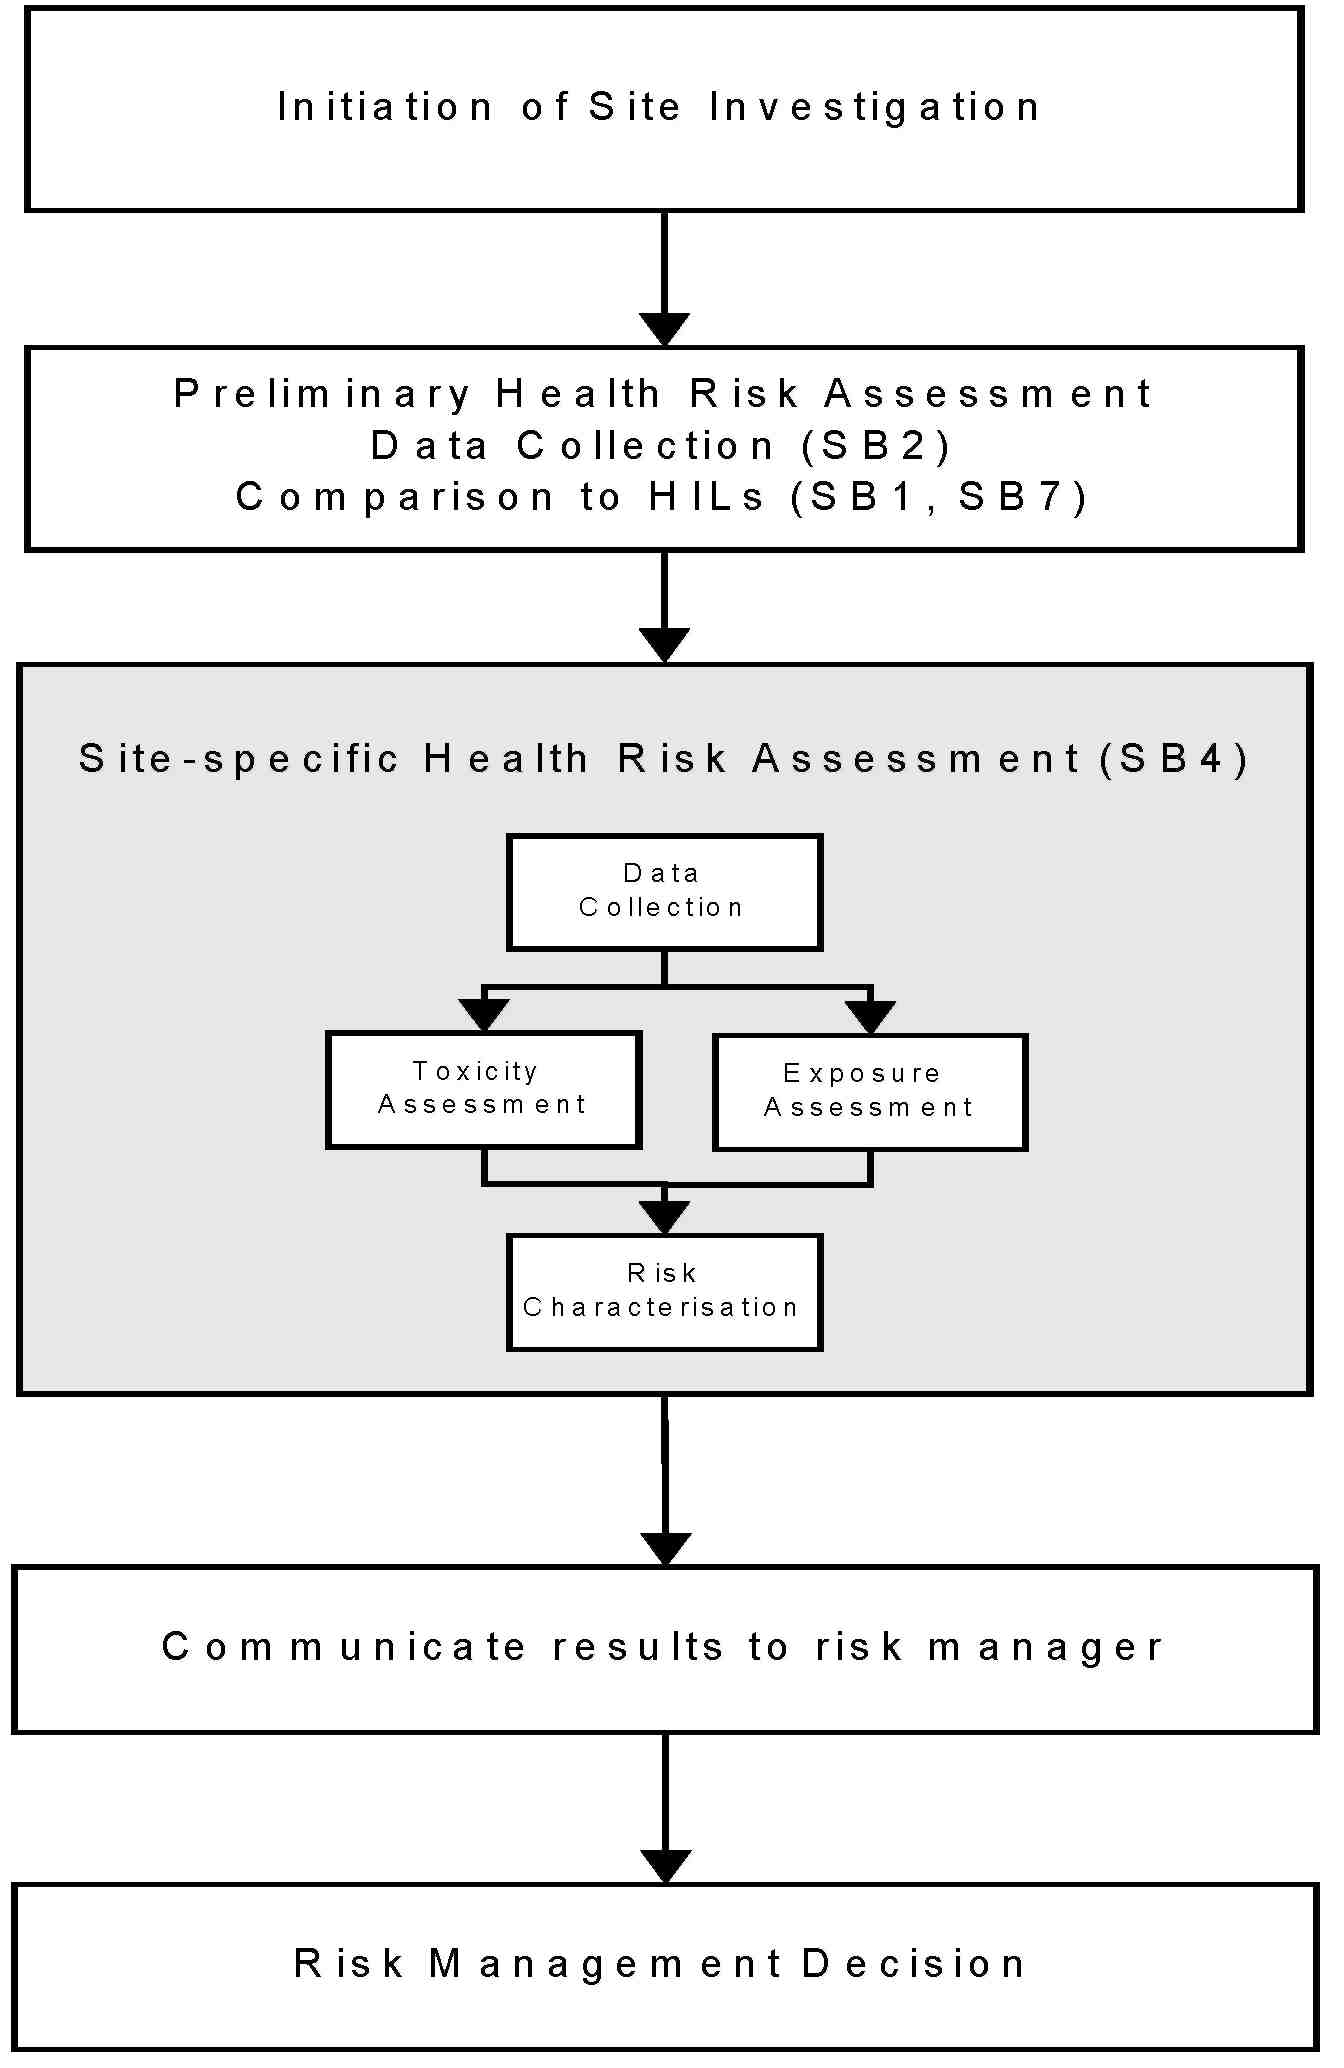 Initiation of Site Investigation
Preliminary Health Risk Assessment
Data Collection (SB2)
Comparison to HILs (SB1, SB7)
Site-specific Health Risk Assessment (SB4)
Data
Collection
Toxicity
Assessment
Exposure
Assessment
Risk
Characterisation
Communicate results to risk manager
Risk Management Decision